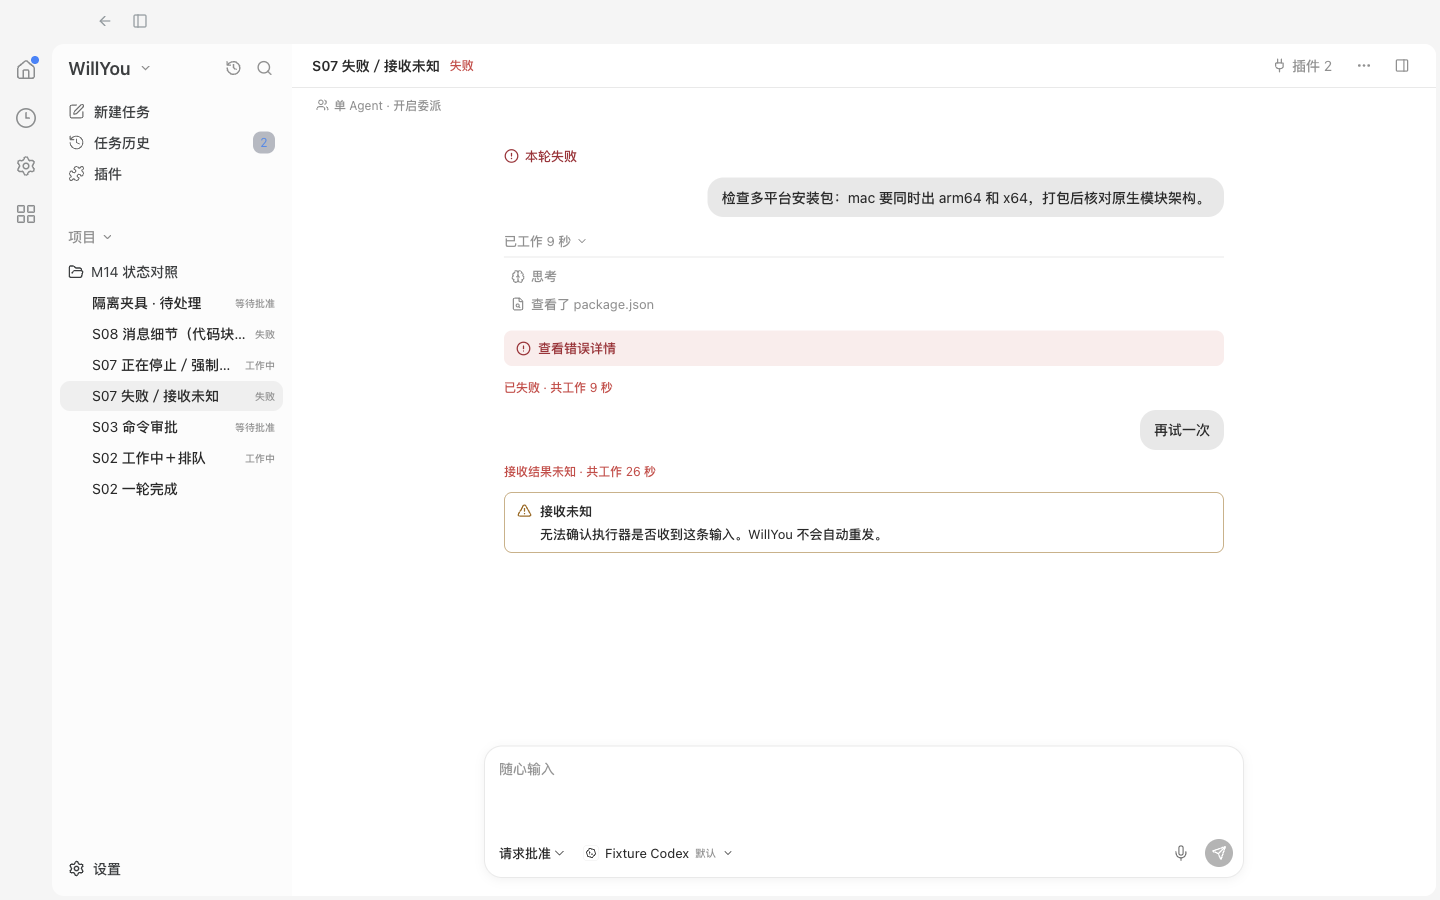 WillYou
新建任务
任务历史 2
插件
项目
M14 状态对照
隔离夹具 · 待处理 等待批准
S08 消息细节（代码块... 失败
S07 正在停止 / 强制... 工作中
S07 失败 / 接收未知 失败
S03 命令审批 等待批准
S02 工作中＋排队 工作中
S02 一轮完成
设置
S07 失败 / 接收未知 失败
插件 2
单 Agent · 开启委派
本轮失败
检查多平台安装包：mac 要同时出 arm64 和 x64，打包后核对原生模块架构。
已工作 9 秒
思考
查看了 package.json
查看错误详情
已失败 · 共工作 9 秒
再试一次
接收结果未知 · 共工作 26 秒
接收未知
无法确认执行器是否收到这条输入。WillYou 不会自动重发。
随心输入
请求批准 Fixture Codex 默认